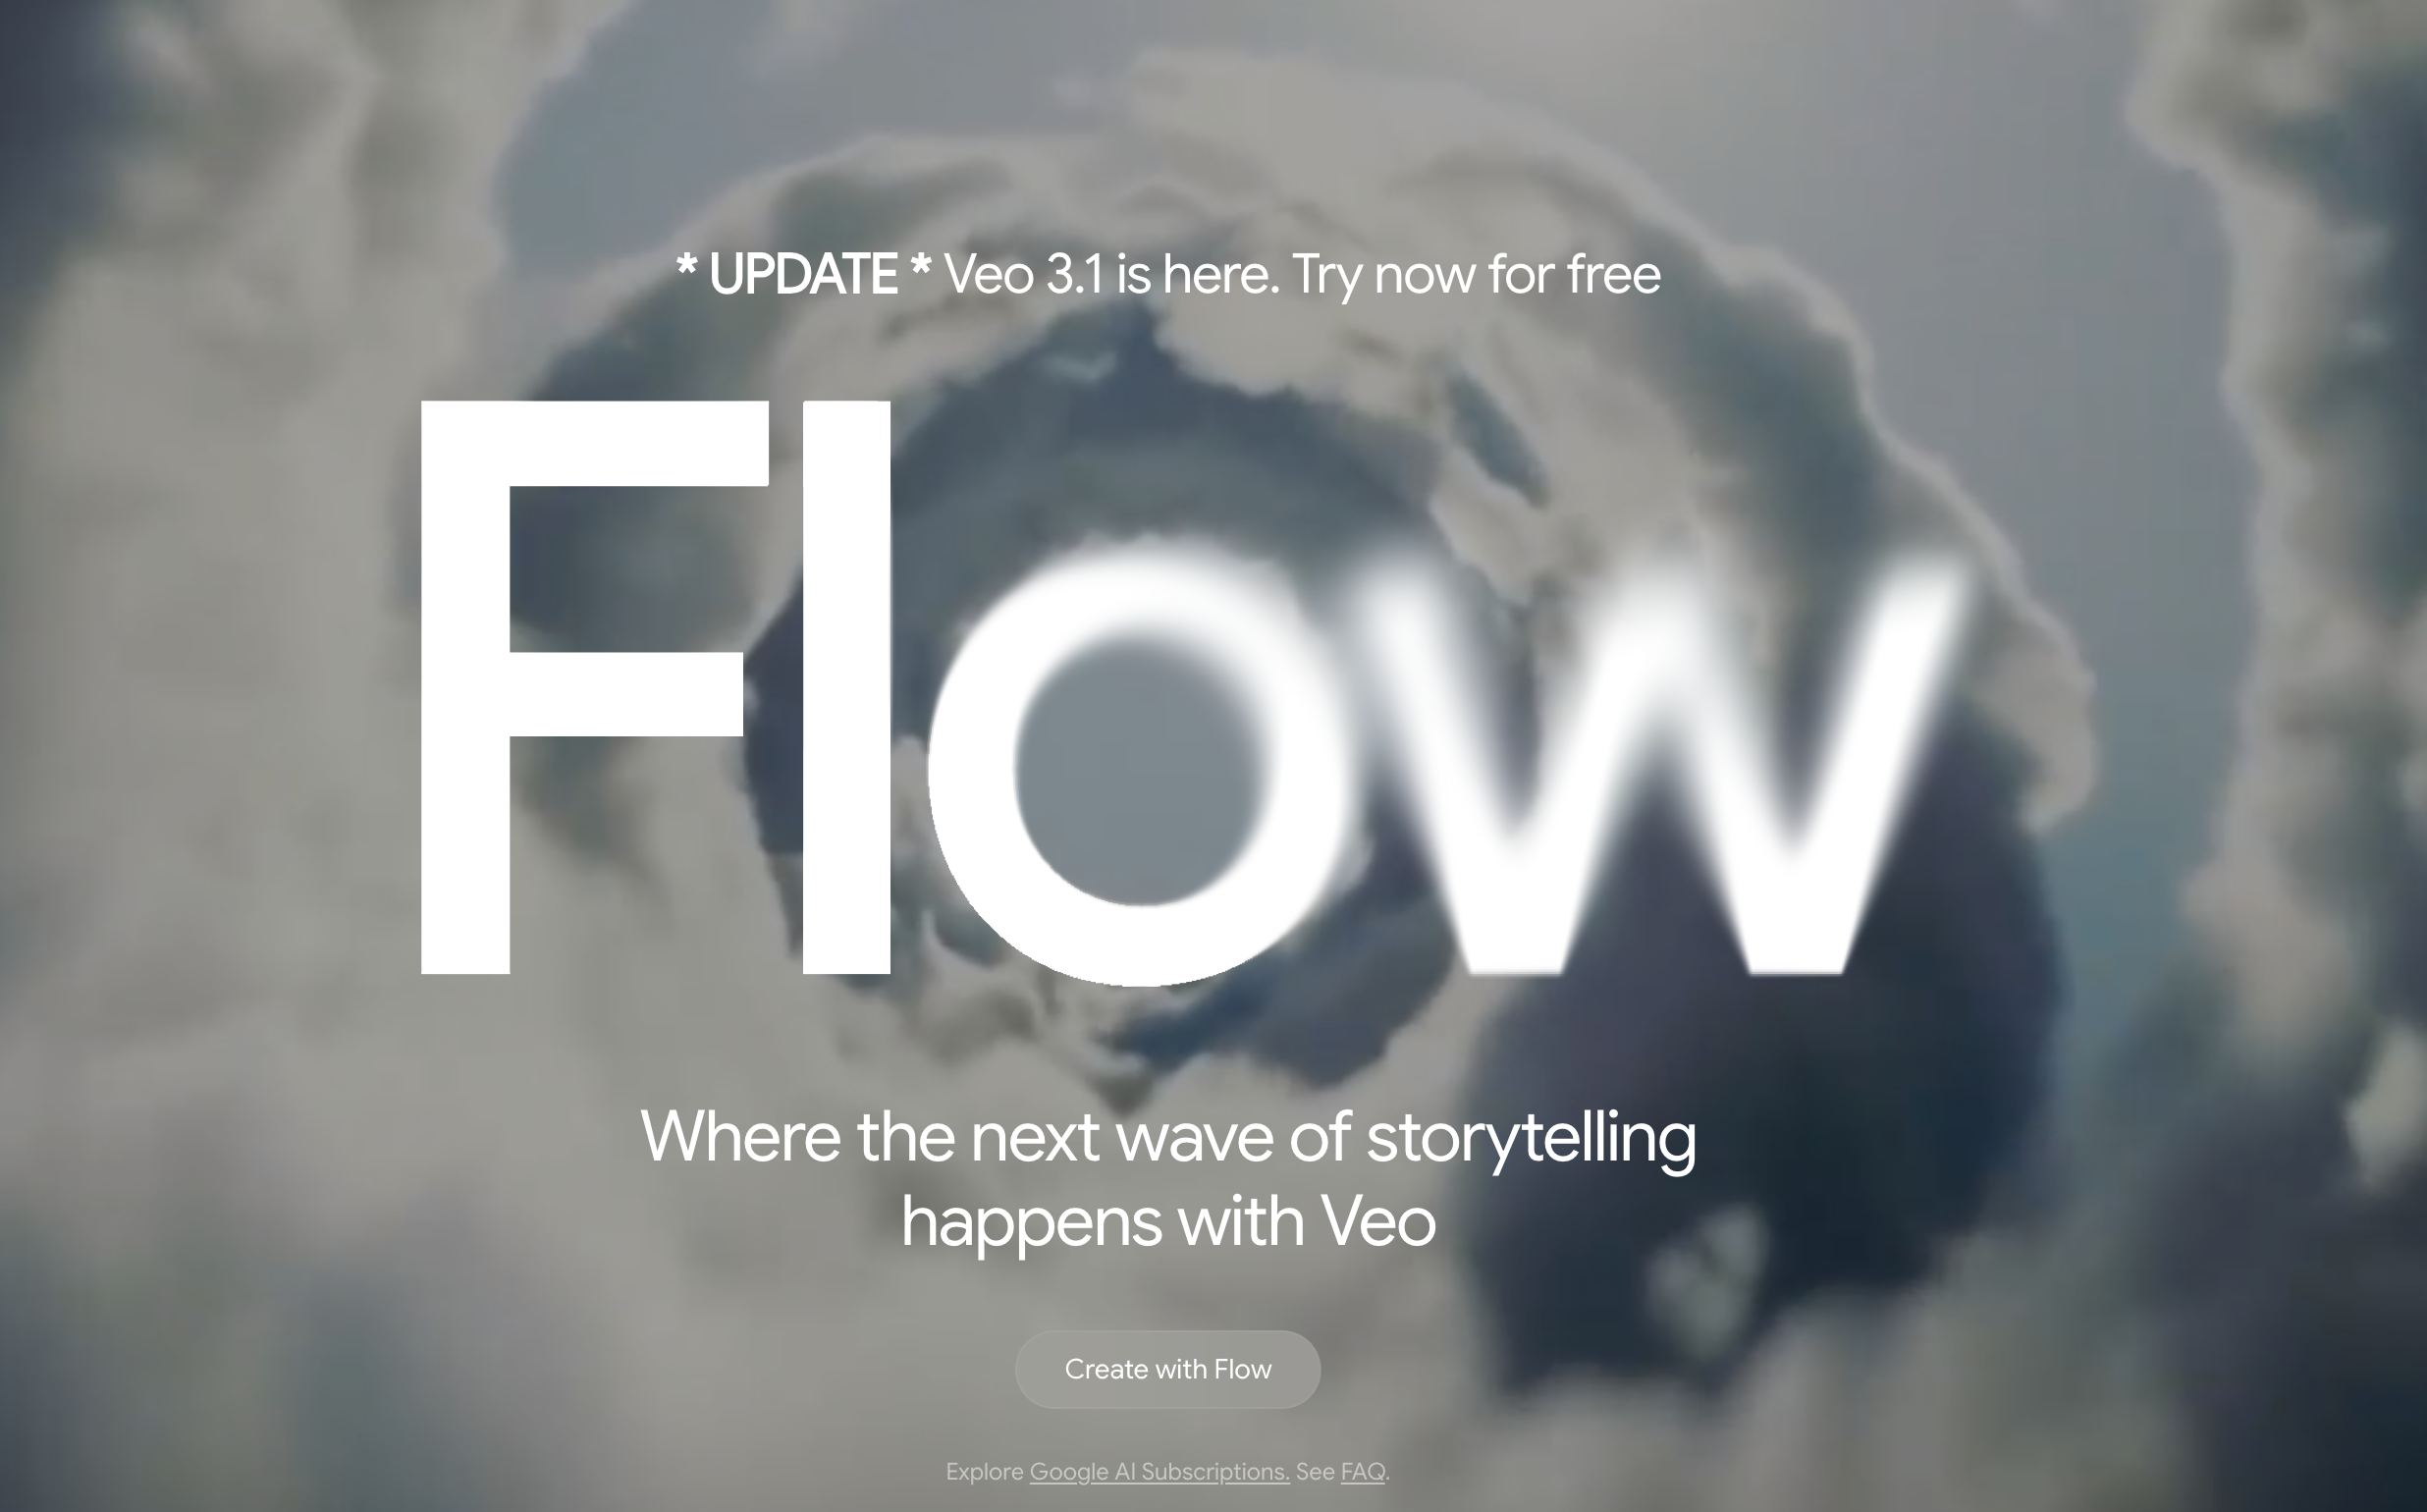 * UPDATE * Veo 3.1 is here. Try now for free
Flow
Where the next wave of storytelling
happens with Veo
Create with Flow
Explore Google AI Subscriptions. See FAQ.